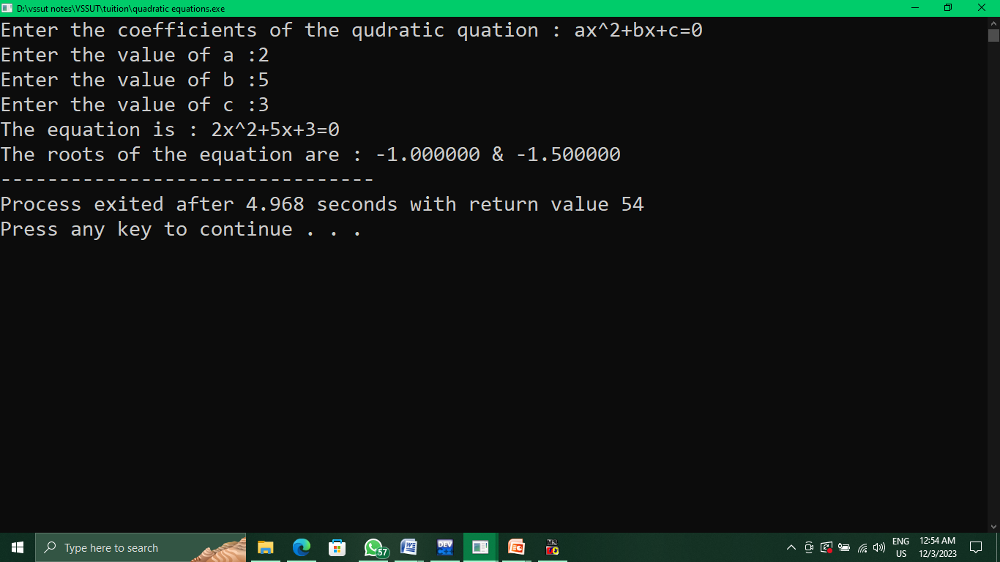 D:\vssut notes\VSSUT\tuition\quadratic equations.exe
Enter the coefficients of the qudratic quation : ax^2+bx+c=0
Enter the value of a :2
Enter the value of b :5
Enter the value of c :3
The equation is : 2x^2+5x+3=0
The roots of the equation are : -1.000000 & -1.500000
--------------------------------
Process exited after 4.968 seconds with return value 54
Press any key to continue . . .
Type here to search
57
DEV
ENG
US
12:54 AM
12/3/2023